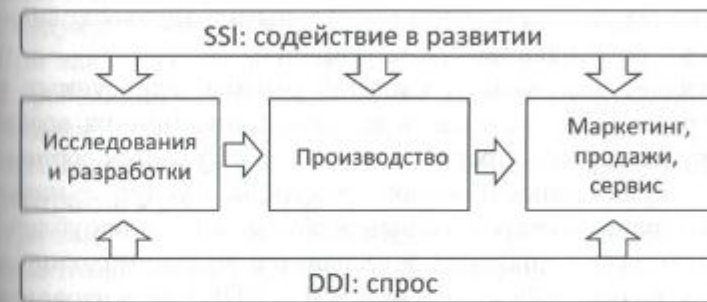 SSI: содействие в развитии
Исследования
и разработки
Производство
Маркетинг,
продажи,
сервис
DDI: спрос